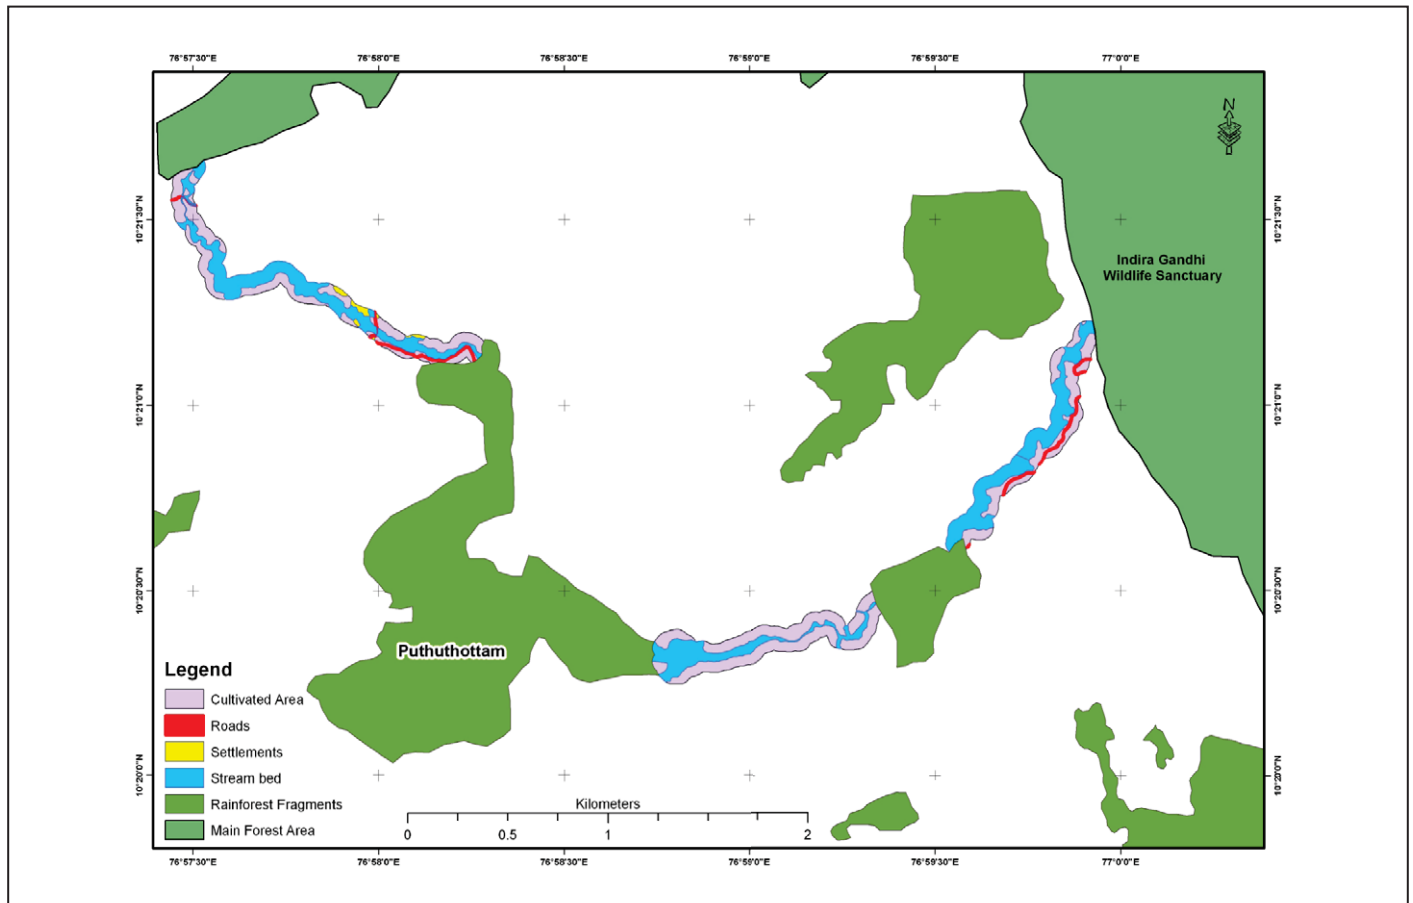 76°57'30"E 76°58'0"E 76°58'30"E 76°59'0"E 76°59'30"E 77°0'0"E
N
10°21'30"N 10°21'30"N
Indira Gandhi
Wildlife Sanctuary
10°21'0"N 10°21'0"N
10°20'30"N 10°20'30"N
Puthuthottam
Legend
Cultivated Area
Roads
Settlements
Stream bed
Rainforest Fragments
Main Forest Area
10°20'0"N 10°20'0"N
Kilometers
0 0.5 1 2
76°57'30"E 76°58'0"E 76°58'30"E 76°59'0"E 76°59'30"E 77°0'0"E